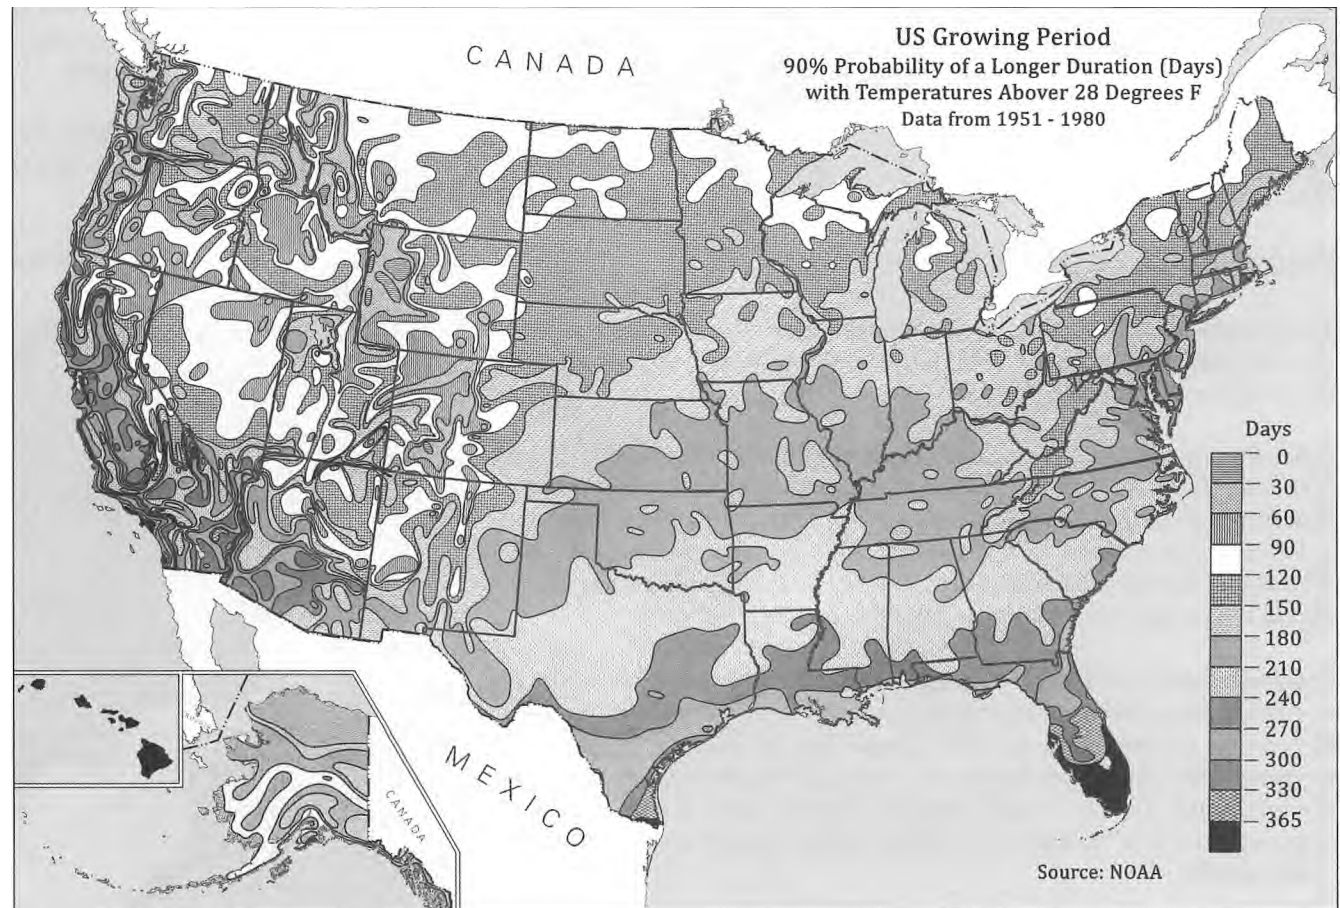 US Growing Period
90% Probability of a Longer Duration (Days)
with Temperatures Abover 28 Degrees F
Data from 1951 - 1980
CANADA
MEXICO
CANADA
Days
0
30
60
90
120
150
180
210
240
270
300
330
365
Source: NOAA